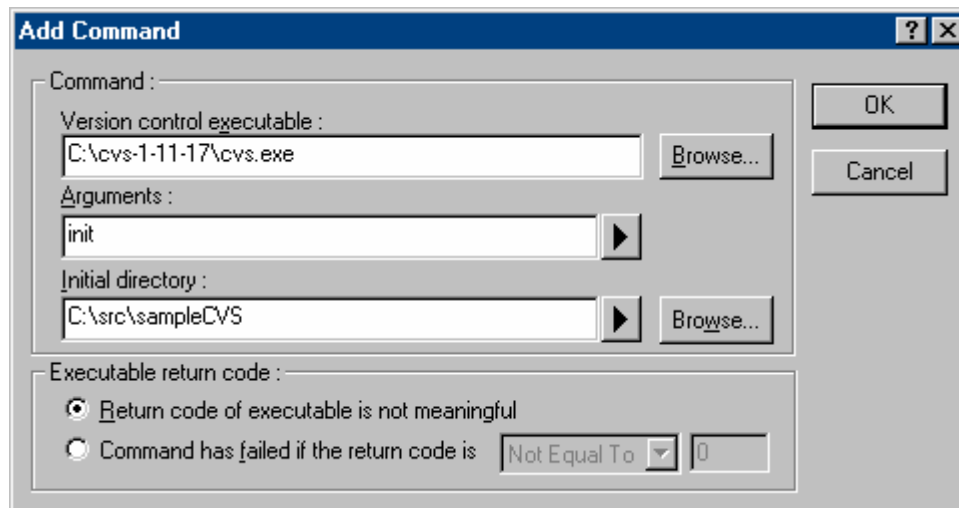 Add Command
Command :
Version control executable :
C:\cvs-1-11-17\cvs.exe
Browse...
Arguments :
init
Initial directory :
C:\src\sampleCVS
Browse...
Executable return code :
Return code of executable is not meaningful
Command has failed if the return code is
Not Equal To
0
OK
Cancel